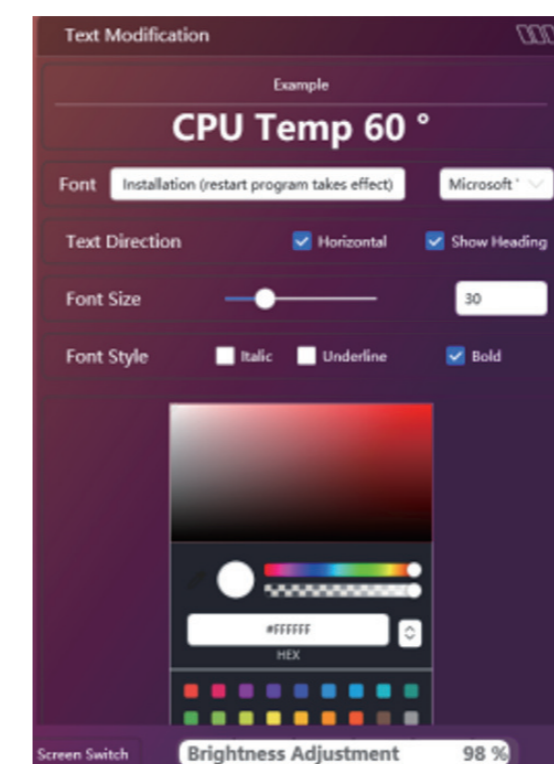 Text Modification
Example
CPU Temp 60 °
Font Installation (restart program takes effect) Microsoft '
Text Direction Horizontal Show Heading
Font Size 30
Font Style Italic Underline Bold
#FFFFFF
HEX
Screen Switch Brightness Adjustment 98 %